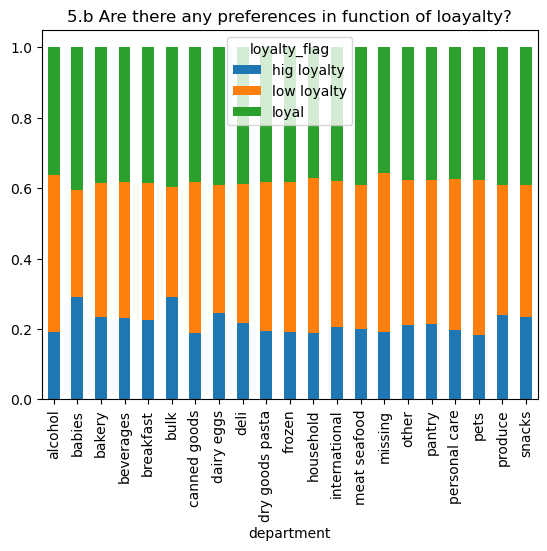 5.b Are there any preferences in function of loayalty?
loyalty_flag
hig loyalty
low loyalty
loyal
1.0
0.8
0.6
0.4
0.2
0.0
alcohol
babies
bakery
beverages
breakfast
bulk
canned goods
dairy eggs
deli
dry goods pasta
frozen
household
international
meat seafood
missing
other
pantry
personal care
pets
produce
snacks
department